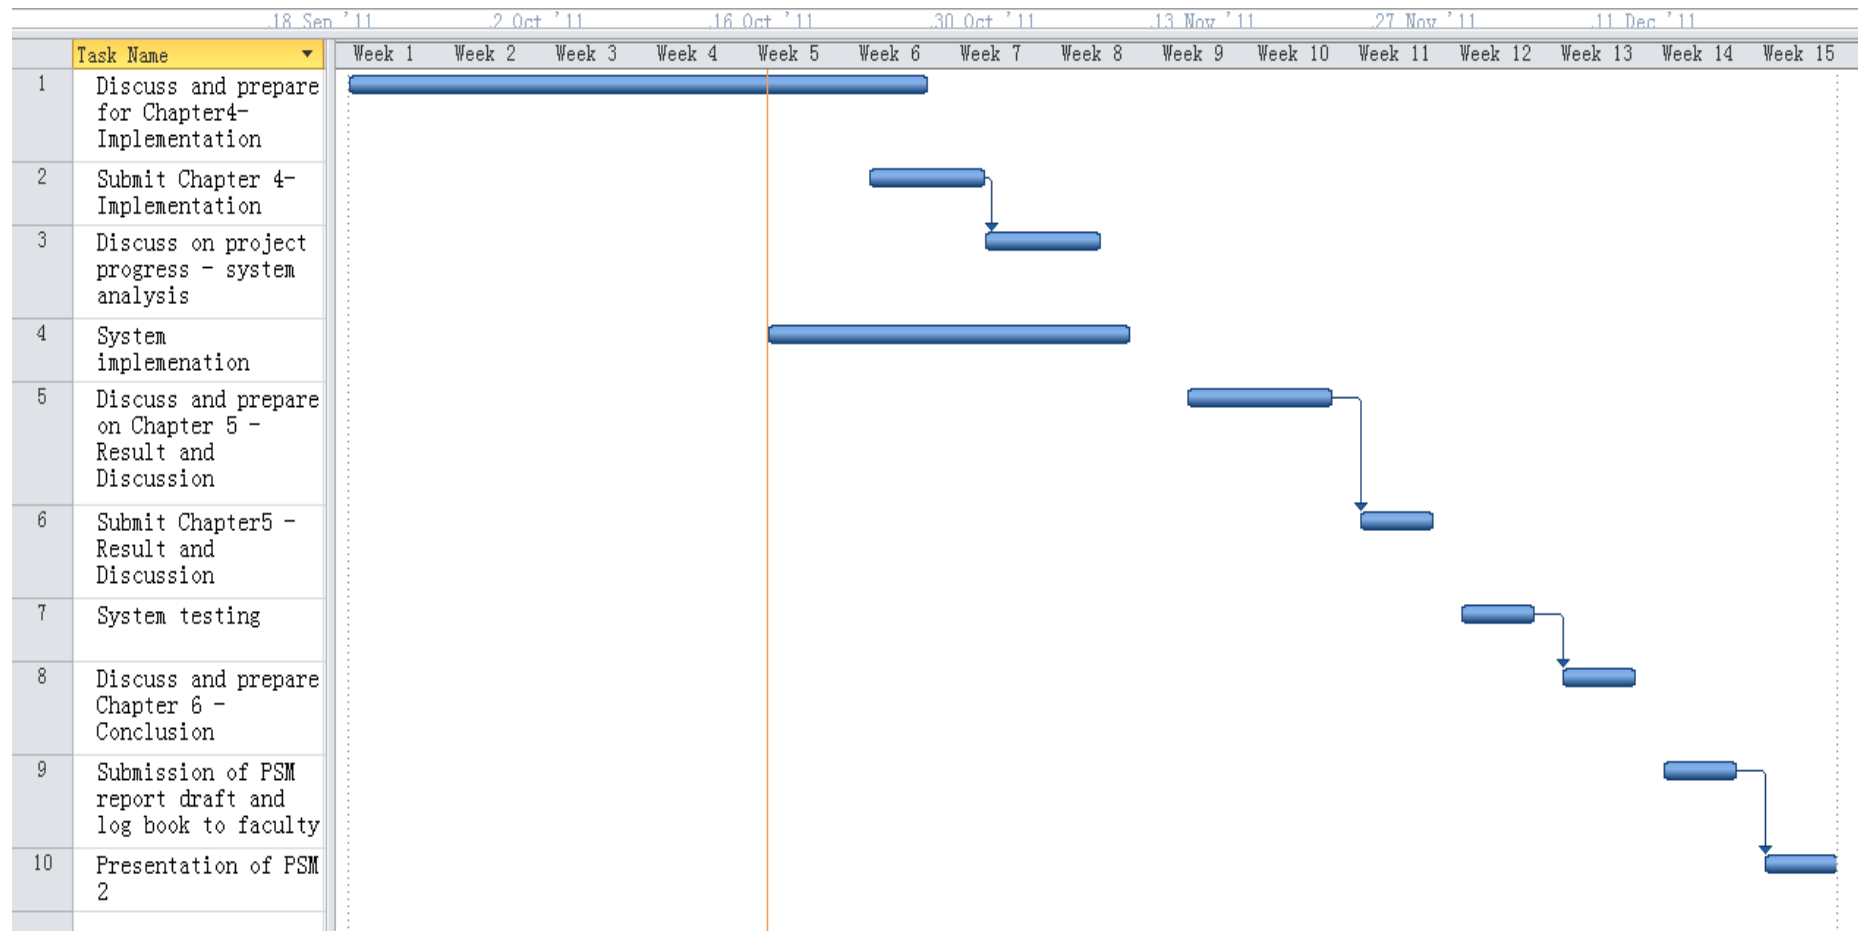 18 Sep '11 2 Oct '11 16 Oct '11 30 Oct '11 13 Nov '11 27 Nov '11 11 Dec '11
Task Name Week 1 Week 2 Week 3 Week 4 Week 5 Week 6 Week 7 Week 8 Week 9 Week 10 Week 11 Week 12 Week 13 Week 14 Week 15
1 Discuss and prepare
for Chapter4-
Implementation
2 Submit Chapter 4-
Implementation
3 Discuss on project
progress - system
analysis
4 System
implemenation
5 Discuss and prepare
on Chapter 5 -
Result and
Discussion
6 Submit Chapter5 -
Result and
Discussion
7 System testing
8 Discuss and prepare
Chapter 6 -
Conclusion
9 Submission of PSM
report draft and
log book to faculty
10 Presentation of PSM
2